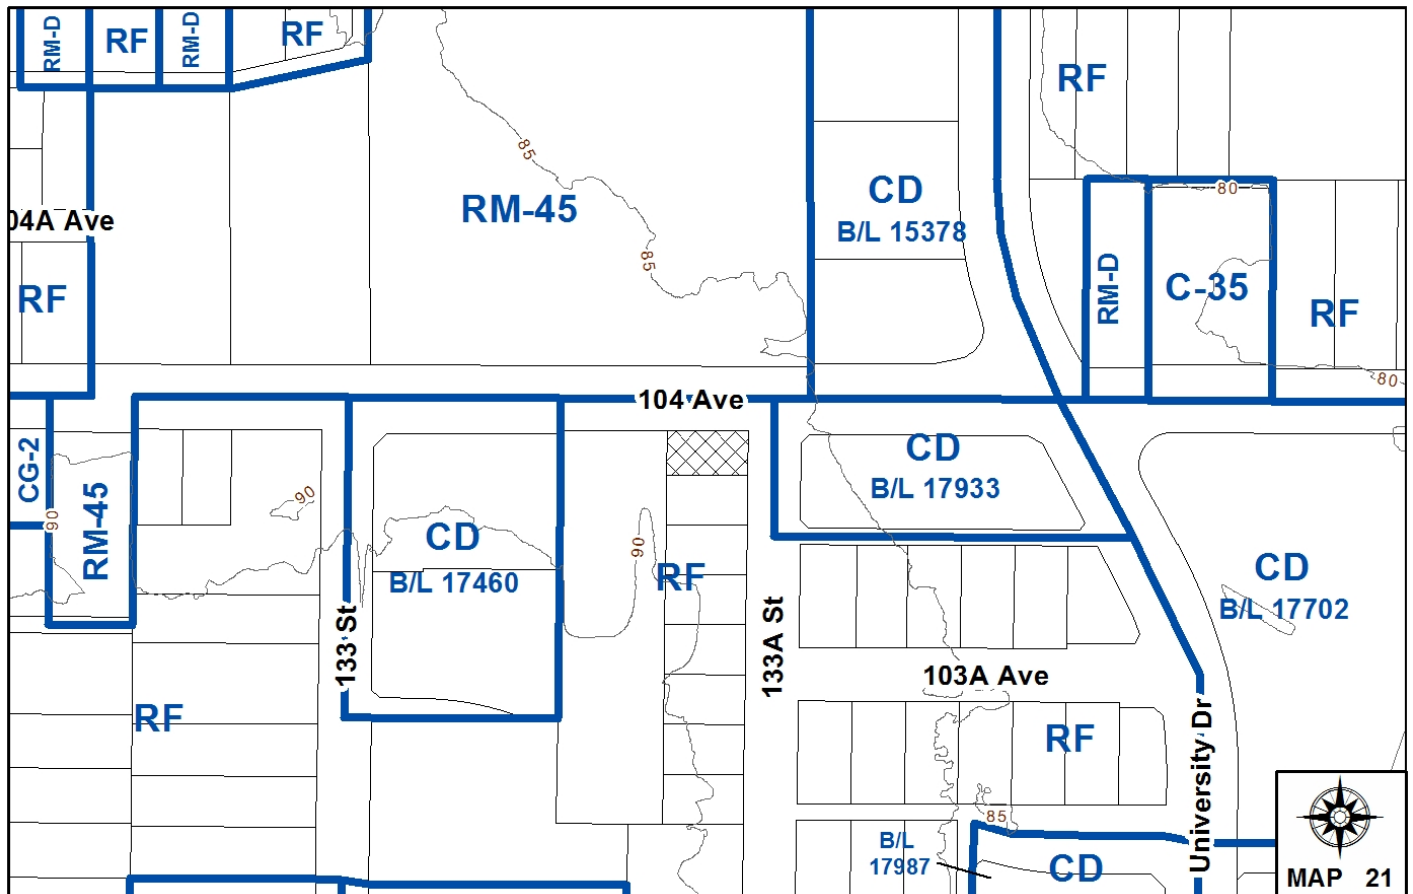 RM-D
RF
RM-D
RF
RF
85
CD
B/L 15378
RM-45
80
04A Ave
85
RM-D
C-35
RF
RF
80
104 Ave
CG-2
90
RM-45
90
CD
B/L 17460
90
RF
CD
B/L 17933
CD
B/L 17702
133 St
133A St
103A Ave
RF
RF
University Dr
85
B/L
17987
CD
MAP 21